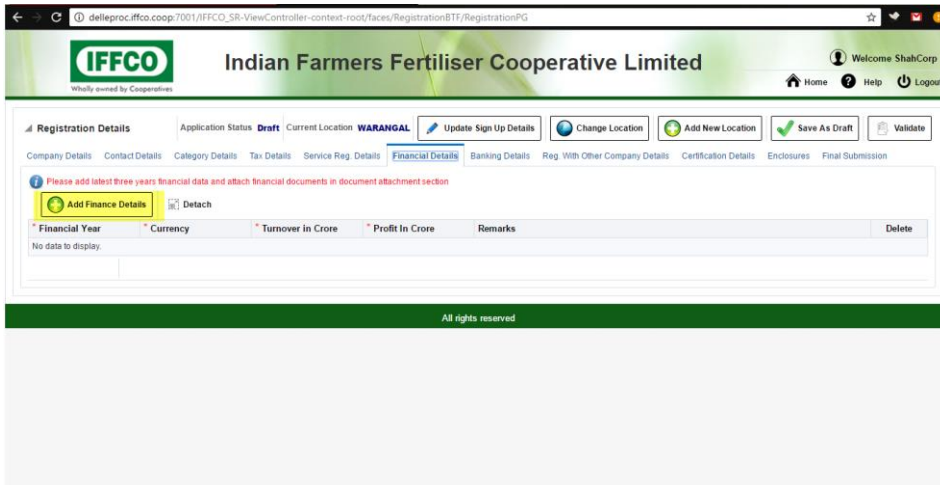 delleproc.iffco.coop:7001/IFFCO_SR-ViewController-context-root/faces/RegistrationBTF/RegistrationPG
IFFCO
Wholly owned by Cooperatives
Indian Farmers Fertiliser Cooperative Limited
Welcome ShahCorp
Home Help Logout
Registration Details Application Status Draft Current Location WARANGAL Update Sign Up Details Change Location Add New Location Save As Draft Validate
Company Details Contact Details Category Details Tax Details Service Reg. Details Financial Details Banking Details Reg. With Other Company Details Certification Details Enclosures Final Submission
Please add latest three years financial data and attach financial documents in document attachment section
Add Finance Details Detach
* Financial Year * Currency * Turnover in Crore * Profit In Crore Remarks Delete
No data to display.
All rights reserved